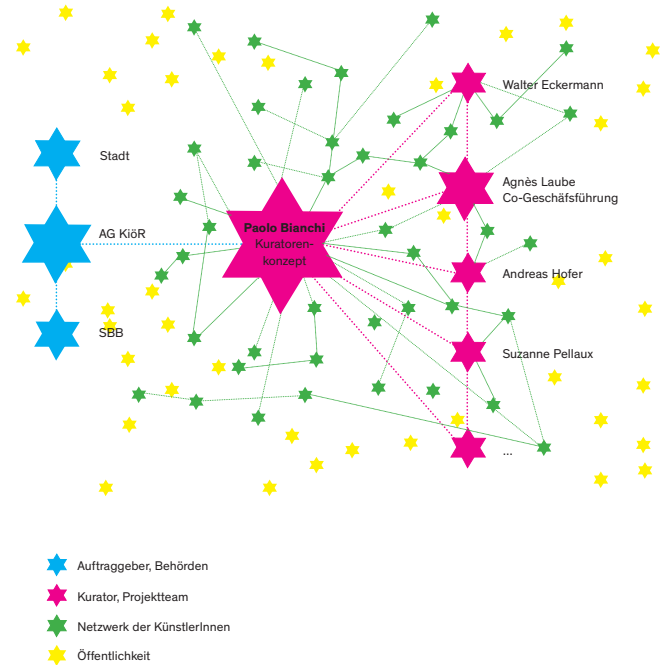 Walter Eckermann
Stadt
Agnès Laube
Co-Geschäfsführung
AG KiöR
Paolo Bianchi
Kuratoren-
konzept
Andreas Hofer
SBB
Suzanne Pellaux
...
Auftraggeber, Behörden
Kurator, Projektteam
Netzwerk der KünstlerInnen
Öffentlichkeit